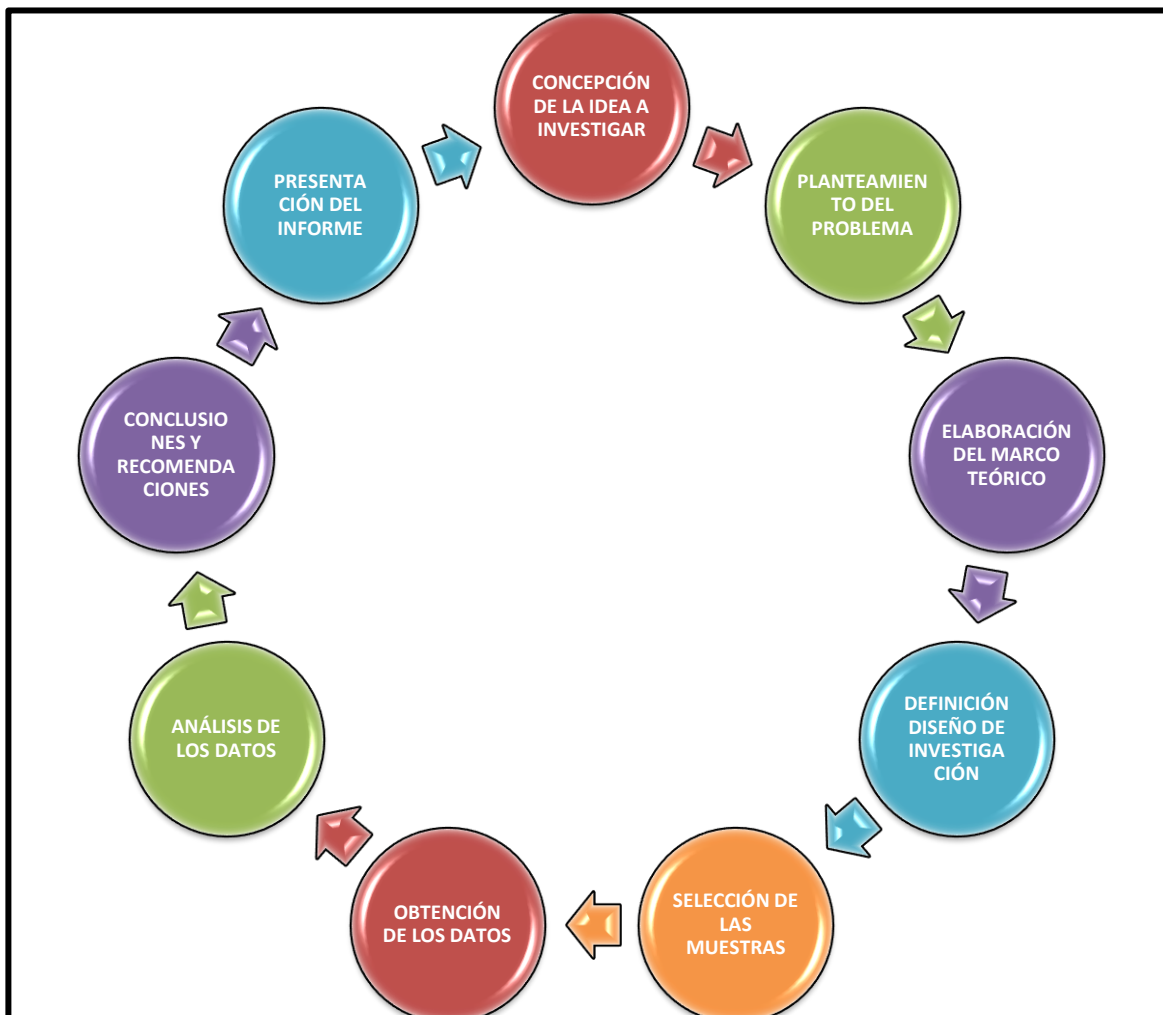 CONCEPCIÓN
DE LA IDEA A
INVESTIGAR
PLANTEAMIEN
TO DEL
PROBLEMA
ELABORACIÓN
DEL MARCO
TEÓRICO
DEFINICIÓN
DISEÑO DE
INVESTIGA
CIÓN
SELECCIÓN DE
LAS
MUESTRAS
OBTENCIÓN
DE LOS DATOS
ANÁLISIS DE
LOS DATOS
CONCLUSIO
NES Y
RECOMENDA
CIONES
PRESENTA
CIÓN DEL
INFORME